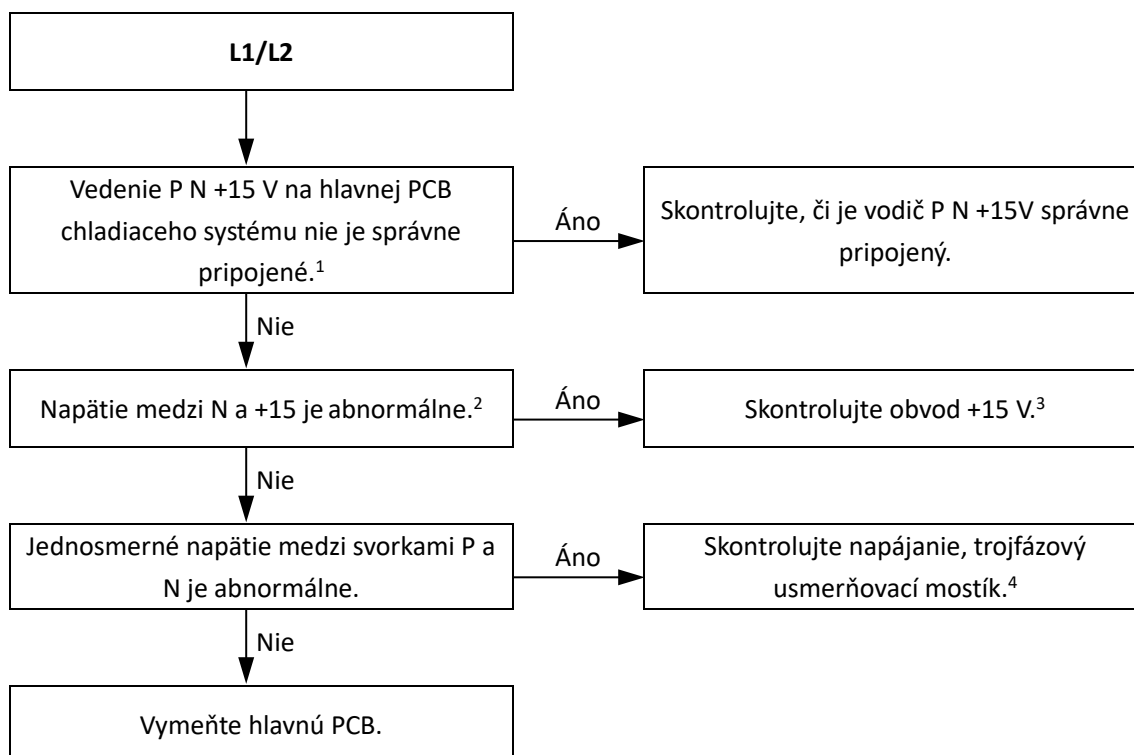 L1/L2
Vedenie P N +15 V na hlavnej PCB
chladiaceho systému nie je správne
pripojené.1
Áno
Skontrolujte, či je vodič P N +15V správne
pripojený.
Nie
Napätie medzi N a +15 je abnormálne.2
Áno
Skontrolujte obvod +15 V.3
Nie
Jednosmerné napätie medzi svorkami P a
N je abnormálne.
Áno
Skontrolujte napájanie, trojfázový
usmerňovací mostík.4
Nie
Vymeňte hlavnú PCB.